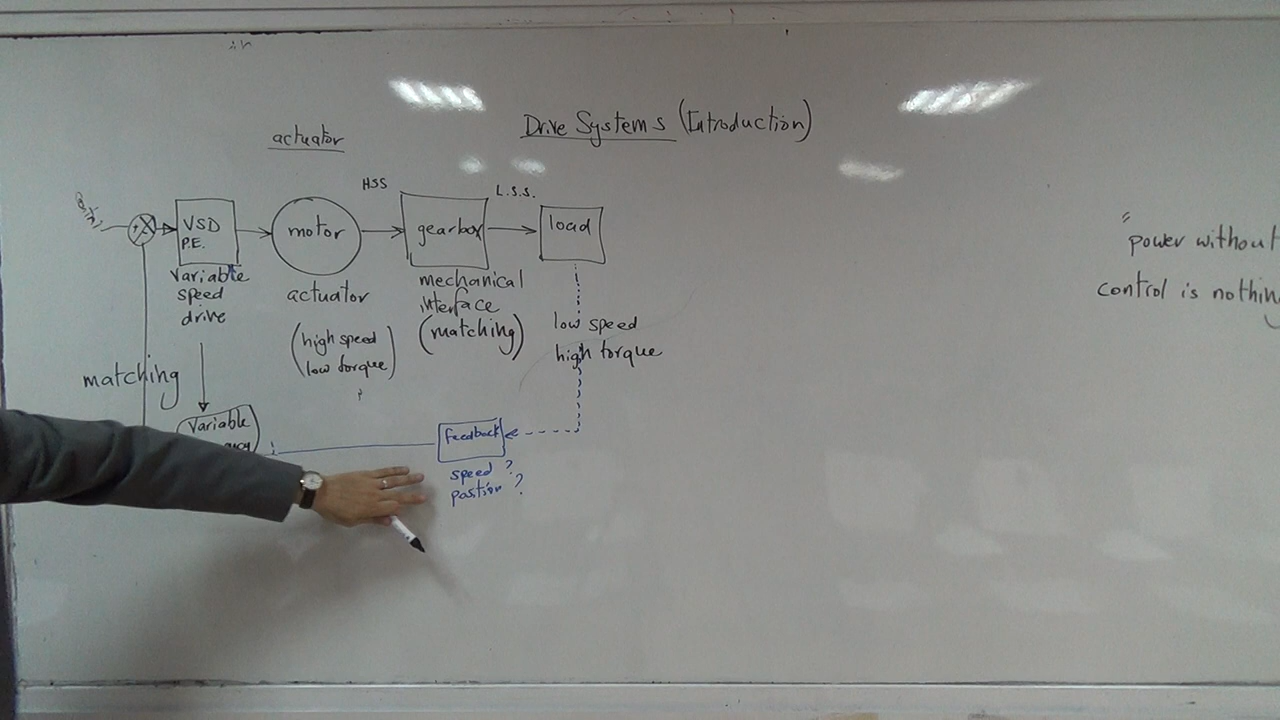 Drive Systems (Introduction)
actuator
HSS
L.S.S.
VSD
P.E.
motor
gearbox
load
Variable
speed
drive
actuator
(high speed
low torque)
mechanical
interface
(matching)
low speed
high torque
matching
Variable
feedback
speed ?
position ?
"
power without
control is nothin